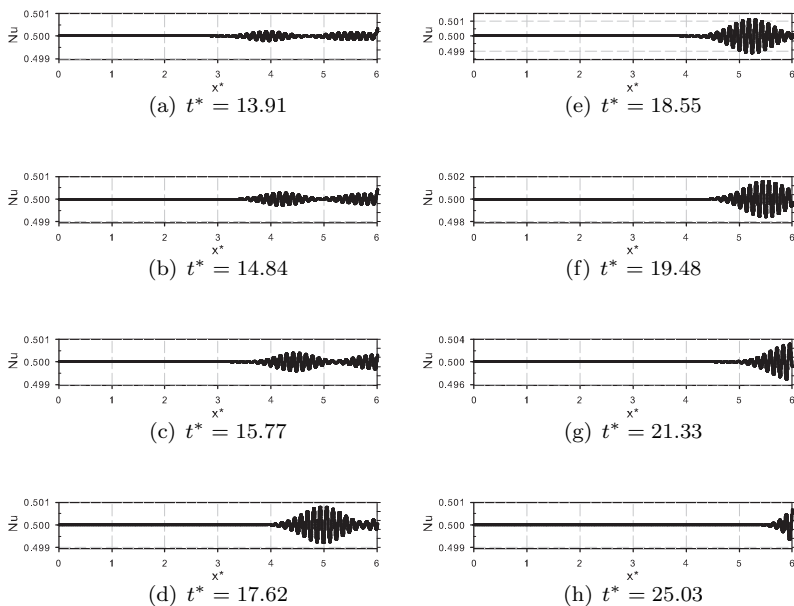 0.501
0.500
0.499
Nu
0 1 2 3 4 5 6
x*
(a) t* = 13.91
0.501
0.500
0.499
Nu
0 1 2 3 4 5 6
x*
(b) t* = 14.84
0.501
0.500
0.499
Nu
0 1 2 3 4 5 6
x*
(c) t* = 15.77
0.501
0.500
0.499
Nu
0 1 2 3 4 5 6
x*
(d) t* = 17.62
0.501
0.500
0.499
Nu
0 1 2 3 4 5 6
x*
(e) t* = 18.55
0.502
0.500
0.498
Nu
0 1 2 3 4 5 6
x*
(f) t* = 19.48
0.504
0.500
0.496
Nu
0 1 2 3 4 5 6
x*
(g) t* = 21.33
0.501
0.500
0.499
Nu
0 1 2 3 4 5 6
x*
(h) t* = 25.03